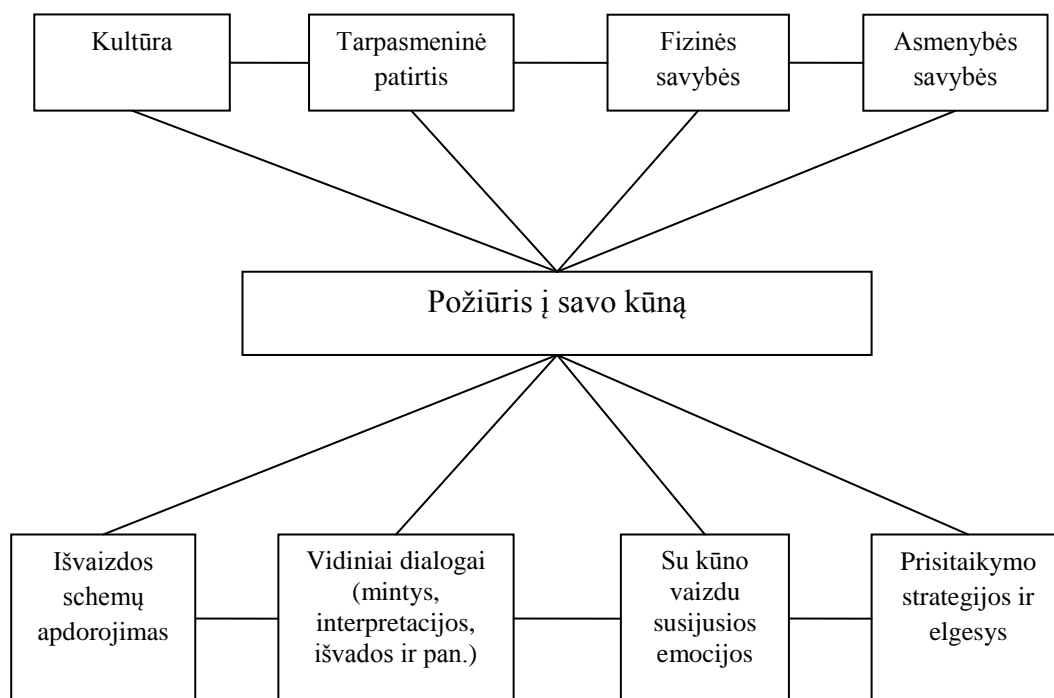 Kultūra
Tarpasmeninė
patirtis
Fizinės
savybės
Asmenybės
savybės
Požiūris į savo kūną
Išvaizdos
schemų
apdorojimas
Vidiniai dialogai
(mintys,
interpretacijos,
išvados ir pan.)
Su kūno
vaizdu
susijusios
emocijos
Prisitaikymo
strategijos ir
elgesys